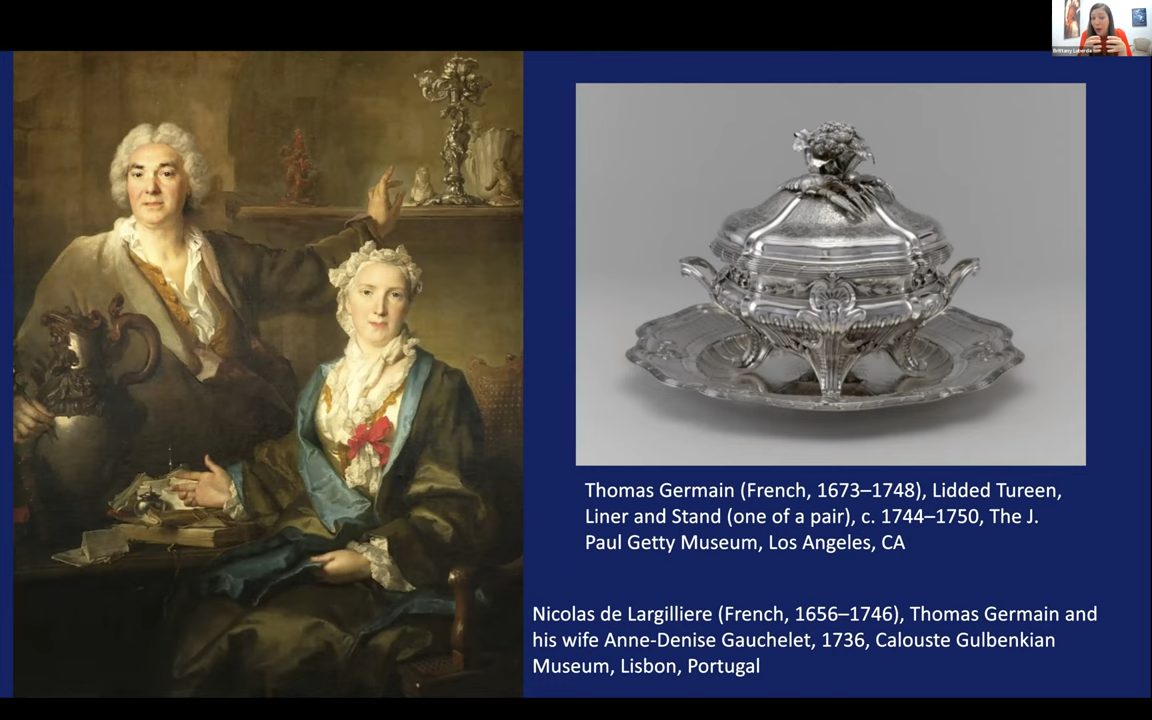 Brittany Luberda
Thomas Germain (French, 1673–1748), Lidded Tureen,
Liner and Stand (one of a pair), c. 1744–1750, The J.
Paul Getty Museum, Los Angeles, CA
Nicolas de Largilliere (French, 1656–1746), Thomas Germain and
his wife Anne-Denise Gauchelet, 1736, Calouste Gulbenkian
Museum, Lisbon, Portugal